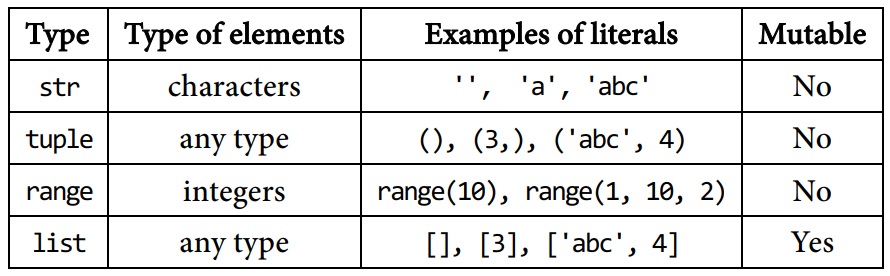 Type Type of elements Examples of literals Mutable
str characters '', 'a', 'abc' No
tuple any type (), (3,), ('abc', 4) No
range integers range(10), range(1, 10, 2) No
list any type [], [3], ['abc', 4] Yes